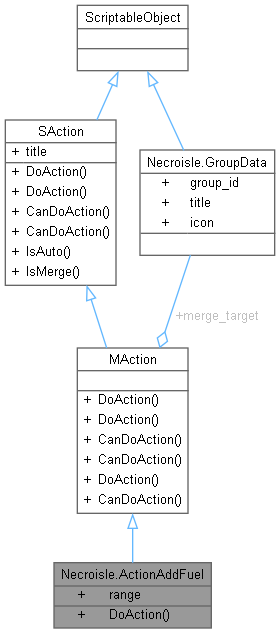 ScriptableObject
SAction
+ title
+ DoAction()
+ DoAction()
+ CanDoAction()
+ CanDoAction()
+ IsAuto()
+ IsMerge()
Necroisle.GroupData
+ group_id
+ title
+ icon
+merge_target
MAction
+ DoAction()
+ DoAction()
+ CanDoAction()
+ CanDoAction()
+ DoAction()
+ CanDoAction()
Necroisle.ActionAddFuel
+ range
+ DoAction()